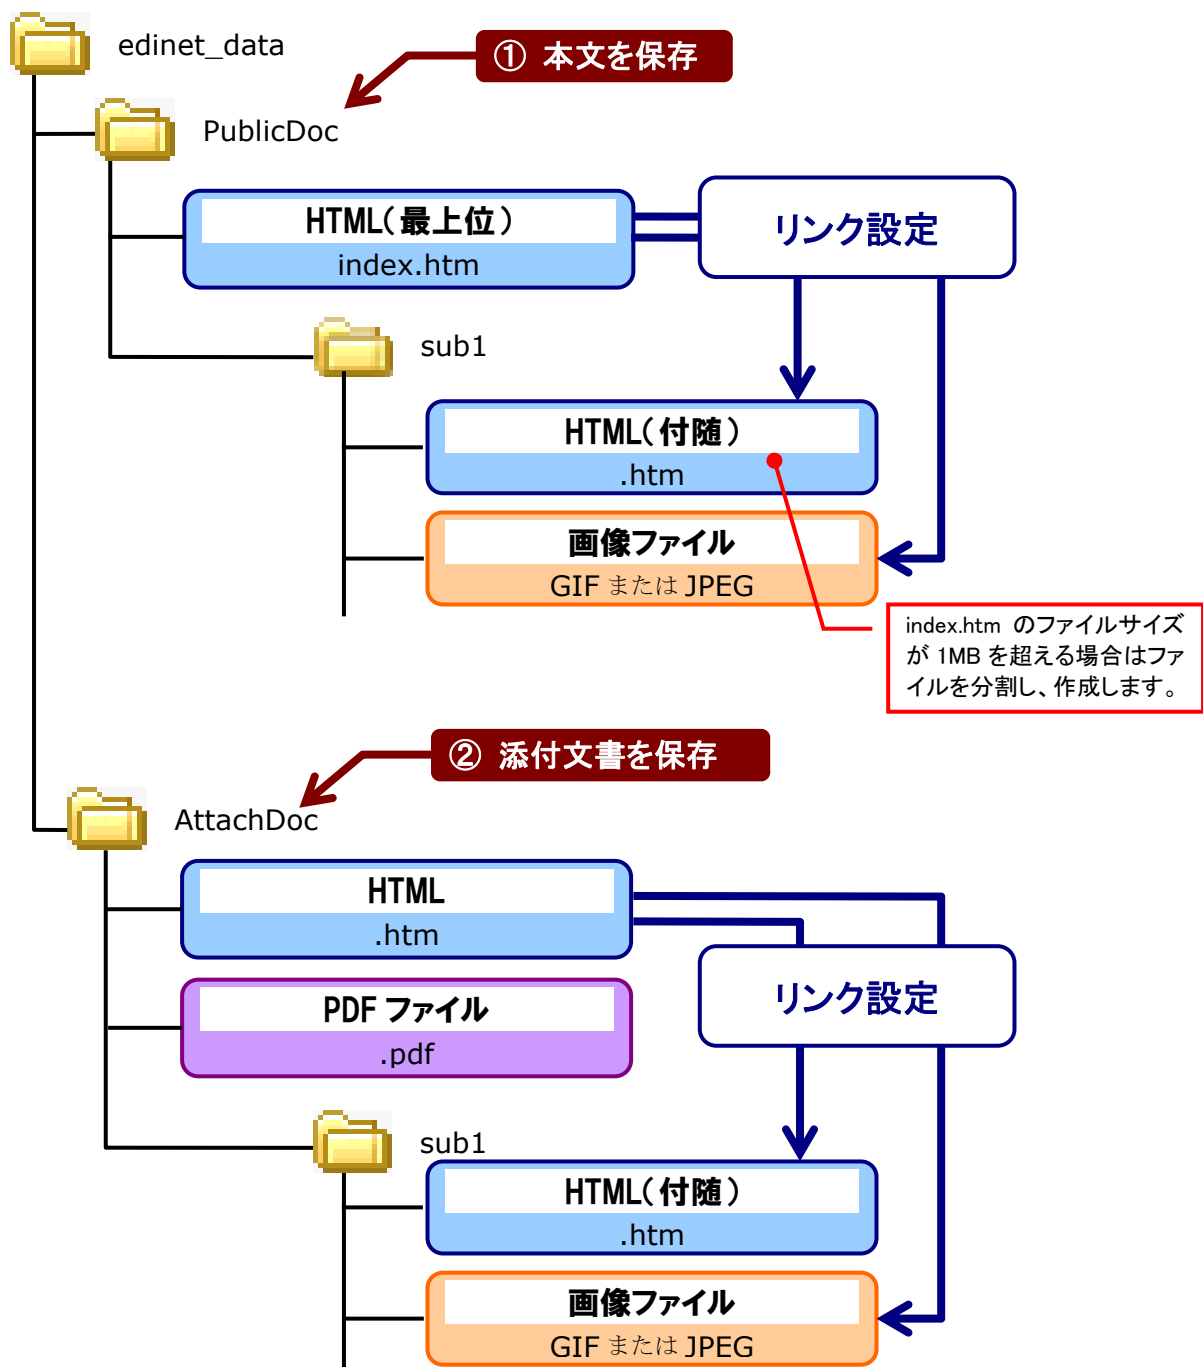 edinet_data
① 本文を保存
PublicDoc
HTML(最上位)
index.htm
リンク設定
sub1
HTML(付随)
.htm
画像ファイル
GIF または JPEG
index.htm のファイルサイズ
が 1MB を超える場合はファ
イルを分割し、作成します。
② 添付文書を保存
AttachDoc
HTML
.htm
PDF ファイル
.pdf
リンク設定
sub1
HTML(付随)
.htm
画像ファイル
GIF または JPEG